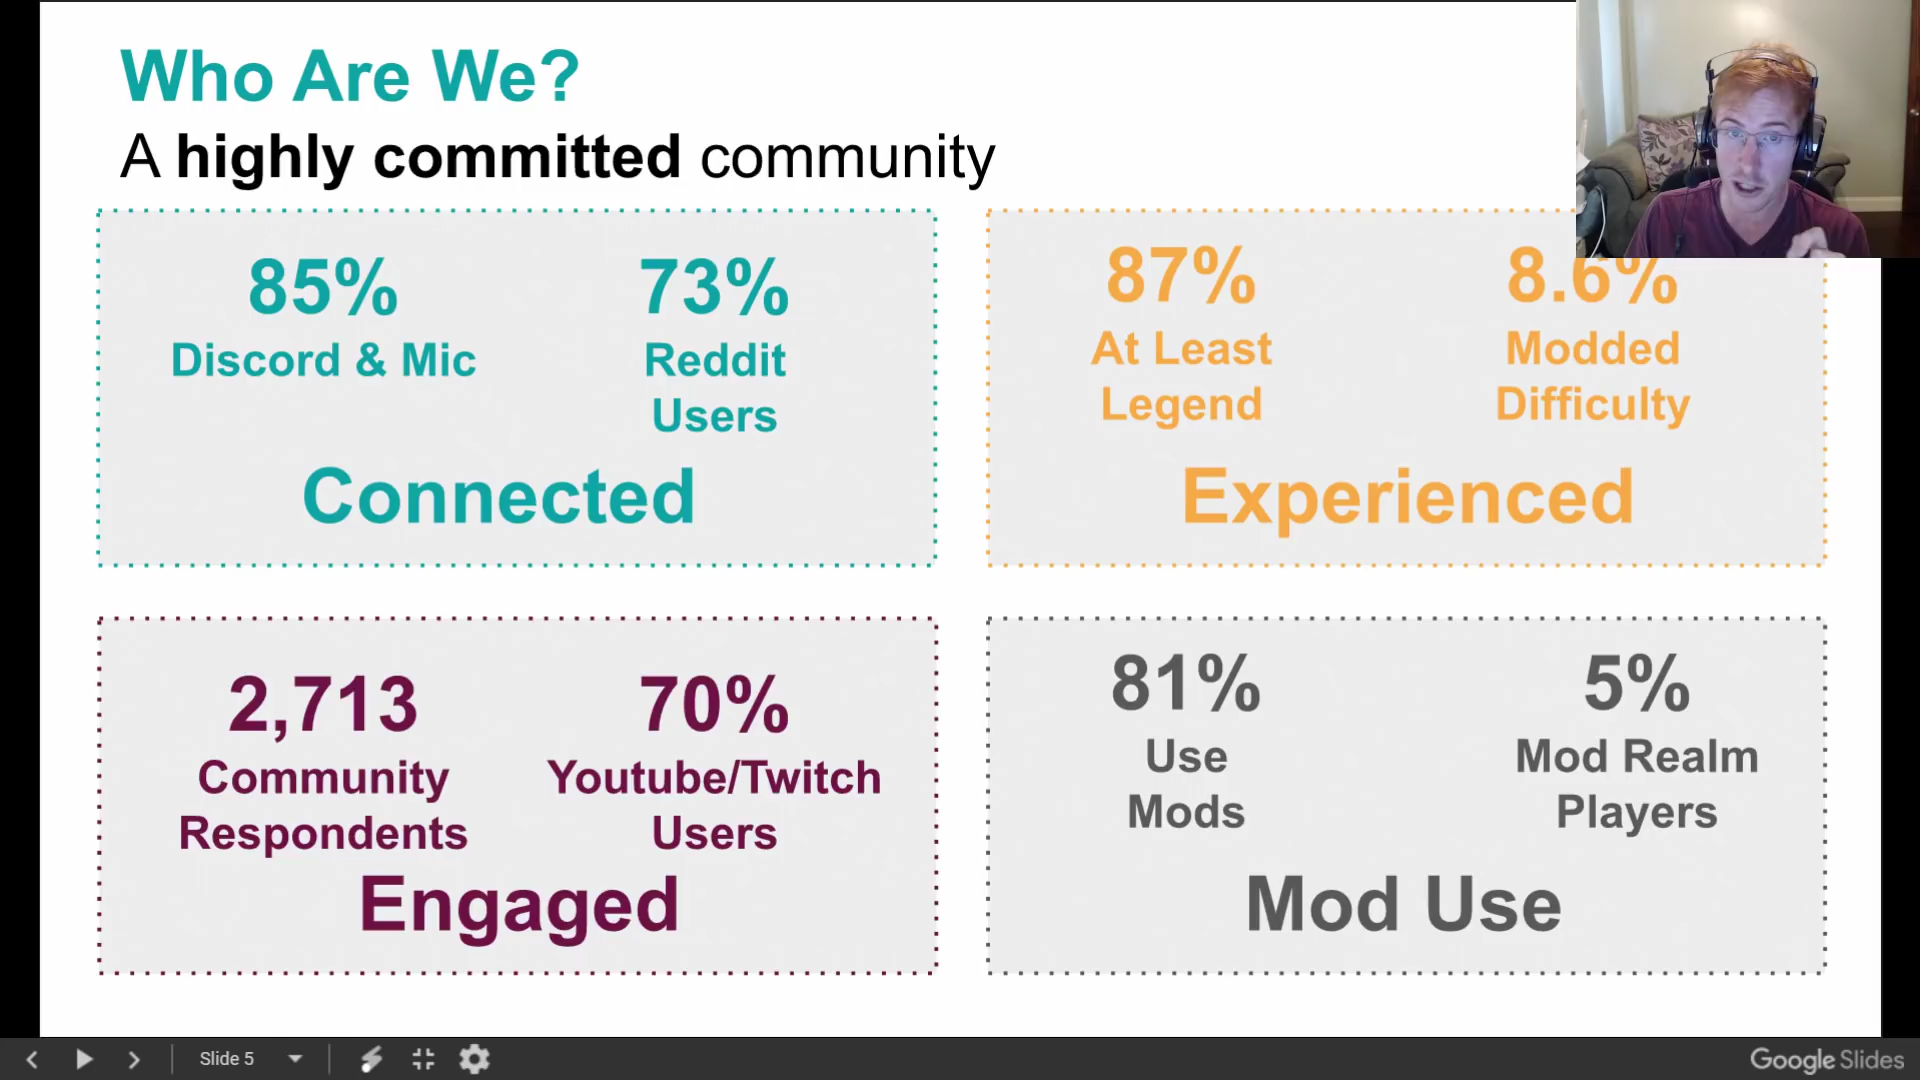 Who Are We?
A highly committed community
85%
Discord & Mic
73%
Reddit
Users
Connected
87%
At Least
Legend
8.6%
Modded
Difficulty
Experienced
2,713
Community
Respondents
70%
Youtube/Twitch
Users
Engaged
81%
Use
Mods
5%
Mod Realm
Players
Mod Use
Slide 5
Google Slides